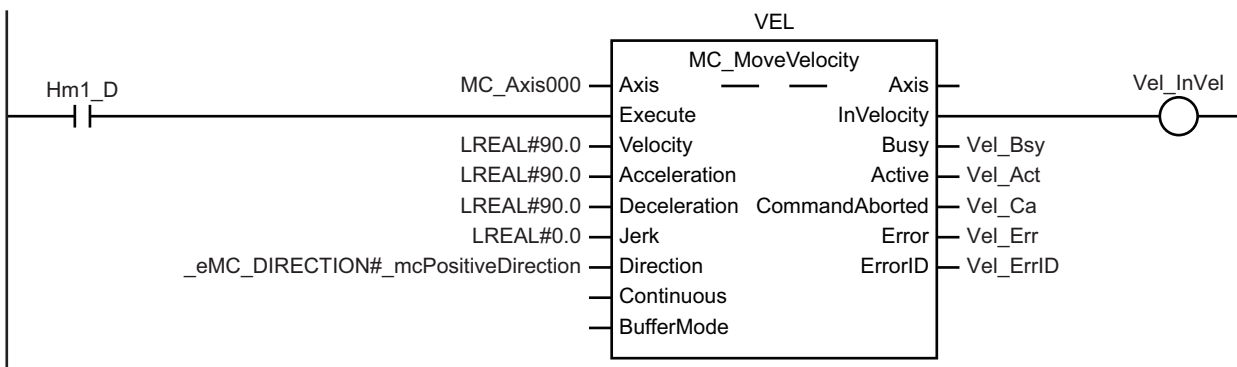 VEL
MC_MoveVelocity
Hm1_D
MC_Axis000 Axis Axis Vel_InVel
Execute InVelocity
LREAL#90.0 Velocity Busy Vel_Bsy
LREAL#90.0 Acceleration Active Vel_Act
LREAL#90.0 Deceleration CommandAborted Vel_Ca
LREAL#0.0 Jerk Error Vel_Err
_eMC_DIRECTION#_mcPositiveDirection Direction ErrorID Vel_ErrID
Continuous
BufferMode